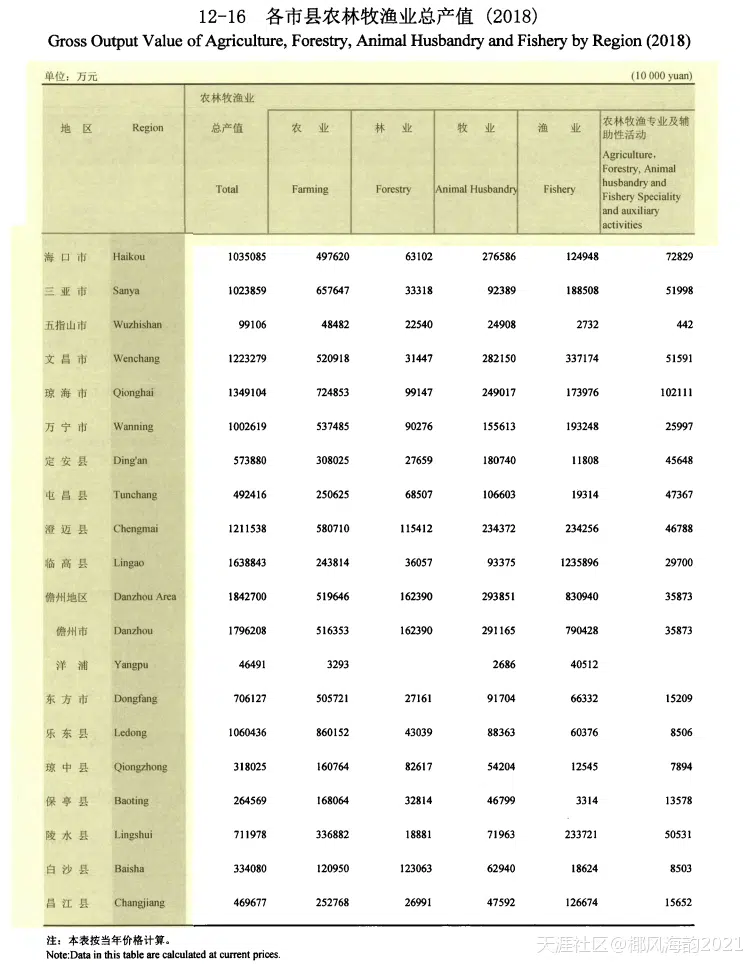 12-16 各市县农林牧渔业总产值 (2018)
Gross Output Value of Agriculture, Forestry, Animal Husbandry and Fishery by Region (2018)
单位：万元 (10 000 yuan)
农林牧渔业
地 区 Region 总产值 农 业 林 业 牧 业 渔 业 农林牧渔专业及辅
助性活动
Total Farming Forestry Animal Husbandry Fishery Agriculture,
Forestry, Animal
husbandry and
Fishery Speciality
and auxiliary
activities
海 口 市 Haikou 1035085 497620 63102 276586 124948 72829
三 亚 市 Sanya 1023859 657647 33318 92389 188508 51998
五指山市 Wuzhishan 99106 48482 22540 24908 2732 442
文 昌 市 Wenchang 1223279 520918 31447 282150 337174 51591
琼 海 市 Qionghai 1349104 724853 99147 249017 173976 102111
万 宁 市 Wanning 1002619 537485 90276 155613 193248 25997
定 安 县 Ding'an 573880 308025 27659 180740 11808 45648
屯 昌 县 Tunchang 492416 250625 68507 106603 19314 47367
澄 迈 县 Chengmai 1211538 580710 115412 234372 234256 46788
临 高 县 Lingao 1638843 243814 36057 93375 1235896 29700
儋州地区 Danzhou Area 1842700 519646 162390 293851 830940 35873
儋州市 Danzhou 1796208 516353 162390 291165 790428 35873
洋 浦 Yangpu 46491 3293 2686 40512
东 方 市 Dongfang 706127 505721 27161 91704 66332 15209
乐 东 县 Ledong 1060436 860152 43039 88363 60376 8506
琼 中 县 Qiongzhong 318025 160764 82617 54204 12545 7894
保 亭 县 Baoting 264569 168064 32814 46799 3314 13578
陵 水 县 Lingshui 711978 336882 18881 71963 233721 50531
白 沙 县 Baisha 334080 120950 123063 62940 18624 8503
昌 江 县 Changjiang 469677 252768 26991 47592 126674 15652
注：本表按当年价格计算。
Note:Data in this table are calculated at current prices.
天涯社区@椰风海韵2021